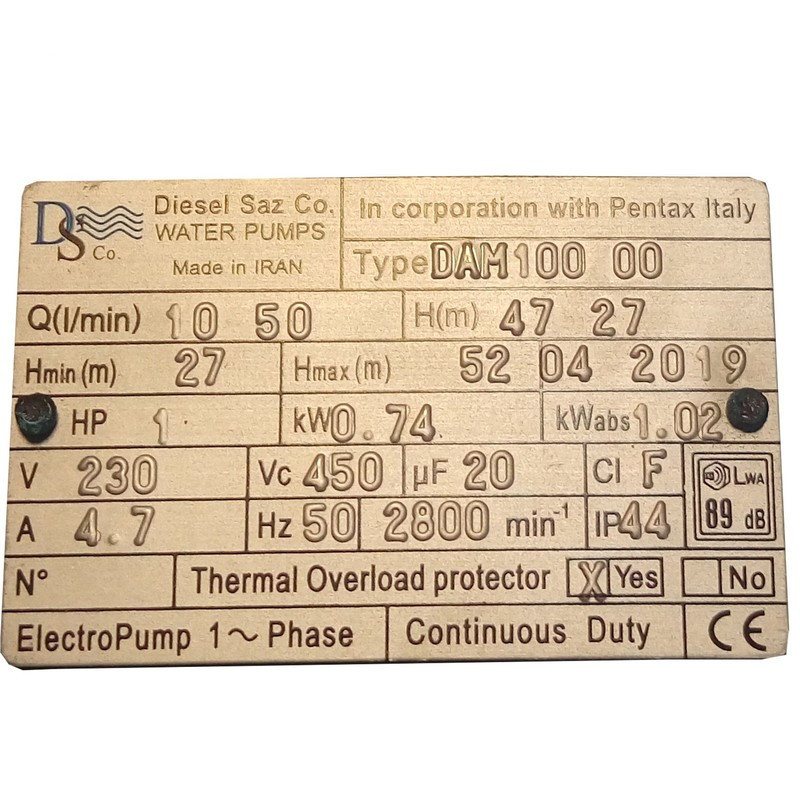 DS Co.
Diesel Saz Co.
WATER PUMPS
Made in IRAN
In corporation with Pentax Italy
Type DAM100 00
Q(l/min) 10 50 H(m) 47 27
Hmin (m) 27 Hmax (m) 52 04 2019
HP 1 kW 0.74 kWabs 1.02
V 230 Vc 450 µF 20 Cl F LWA
89 dB
A 4.7 Hz 50 2800 min-1 IP 44
N° Thermal Overload protector X Yes No
ElectroPump 1~ Phase Continuous Duty CE